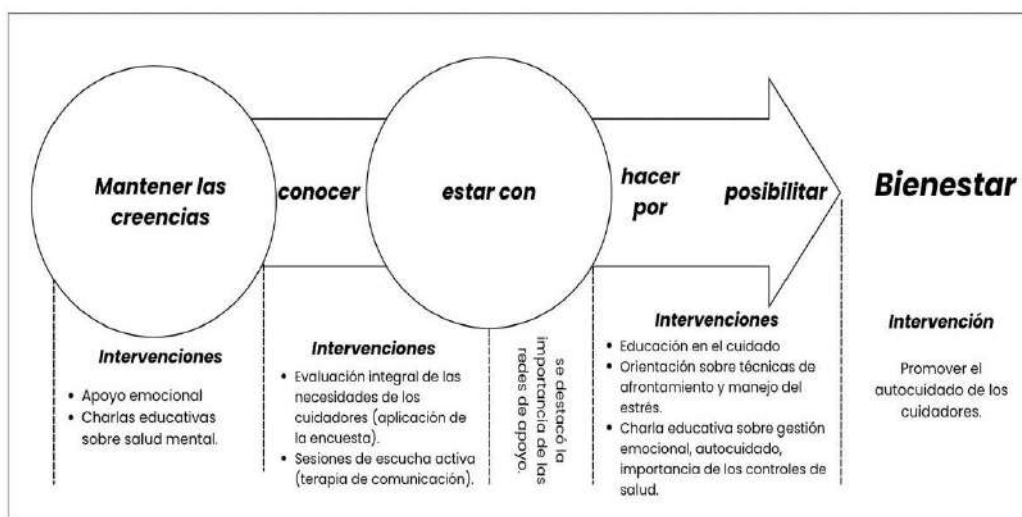 Mantener las
creencias
conocer
estar con
hacer
por
posibilitar
Bienestar
Intervenciones
• Apoyo emocional
• Charlas educativas
sobre salud mental.
Intervenciones
• Evaluación integral de las
necesidades de los
cuidadores (aplicación de
la encuesta).
• Sesiones de escucha activa
(terapia de comunicación).
se destacó la
importancia de las
redes de apoyo.
Intervenciones
• Educación en el cuidado
• Orientación sobre técnicas de
afrontamiento y manejo del
estrés.
• Charla educativa sobre gestión
emocional, autocuidado,
importancia de los controles de
salud.
Intervención
Promover el
autocuidado de los
cuidadores.